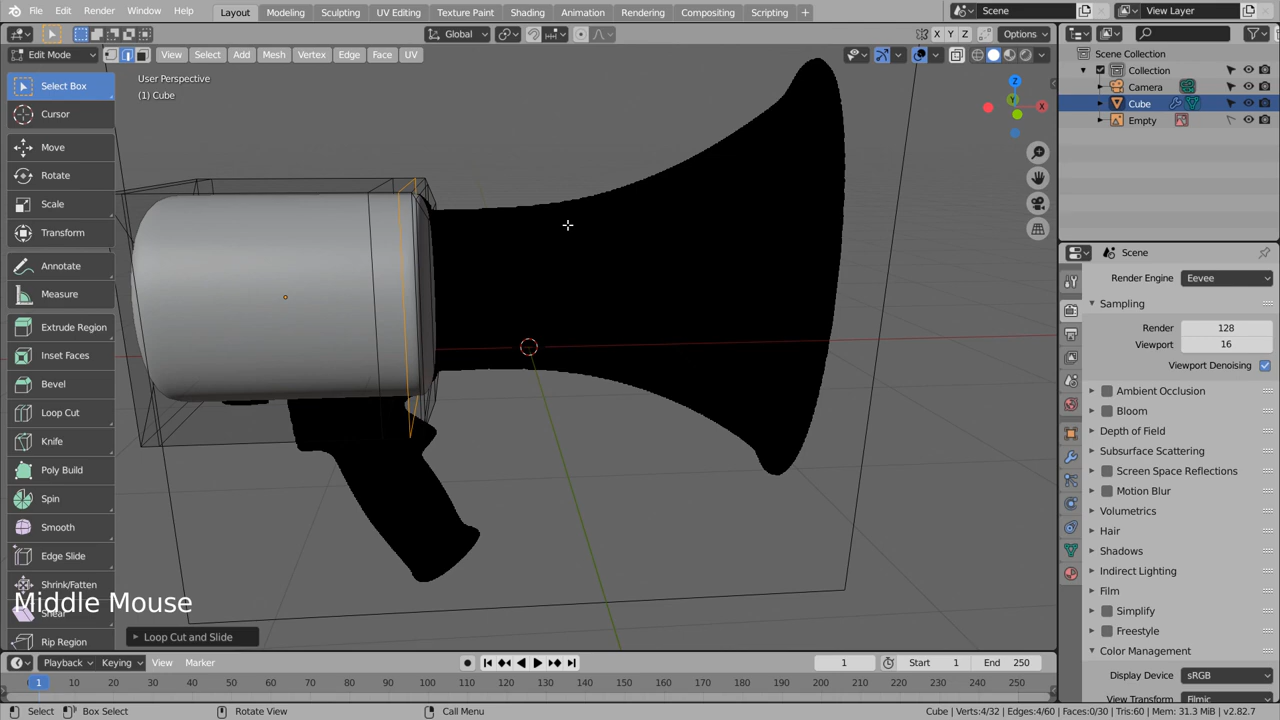 File Edit Render Window Help Layout Modeling Sculpting UV Editing Texture Paint Shading Animation Rendering Compositing Scripting + Scene View Layer
Edit Mode View Select Add Mesh Vertex Edge Face UV Global X Y Z Options
User Perspective
(1) Cube
Select Box
Cursor
Move
Rotate
Scale
Transform
Annotate
Measure
Extrude Region
Inset Faces
Bevel
Loop Cut
Knife
Poly Build
Spin
Smooth
Edge Slide
Shrink/Fatten
Shear
Rip Region
Middle Mouse
Loop Cut and Slide
Z
Y
X
Scene Collection
Collection
Camera
Cube
Empty
Scene
Render Engine Eevee
Sampling
Render 128
Viewport 16
Viewport Denoising
Ambient Occlusion
Bloom
Depth of Field
Subsurface Scattering
Screen Space Reflections
Motion Blur
Volumetrics
Hair
Shadows
Indirect Lighting
Film
Simplify
Freestyle
Color Management
Display Device sRGB
View Transform Filmic
Playback Keying View Marker 1 Start 1 End 250
1 10 20 30 40 50 60 70 80 90 100 110 120 130 140 150 160 170 180 190 200 210 220 230 240 250
Select Box Select Rotate View Call Menu Cube | Verts:4/32 | Edges:4/60 | Faces:0/30 | Tris:60 | Mem: 31.3 MiB | v2.82.7